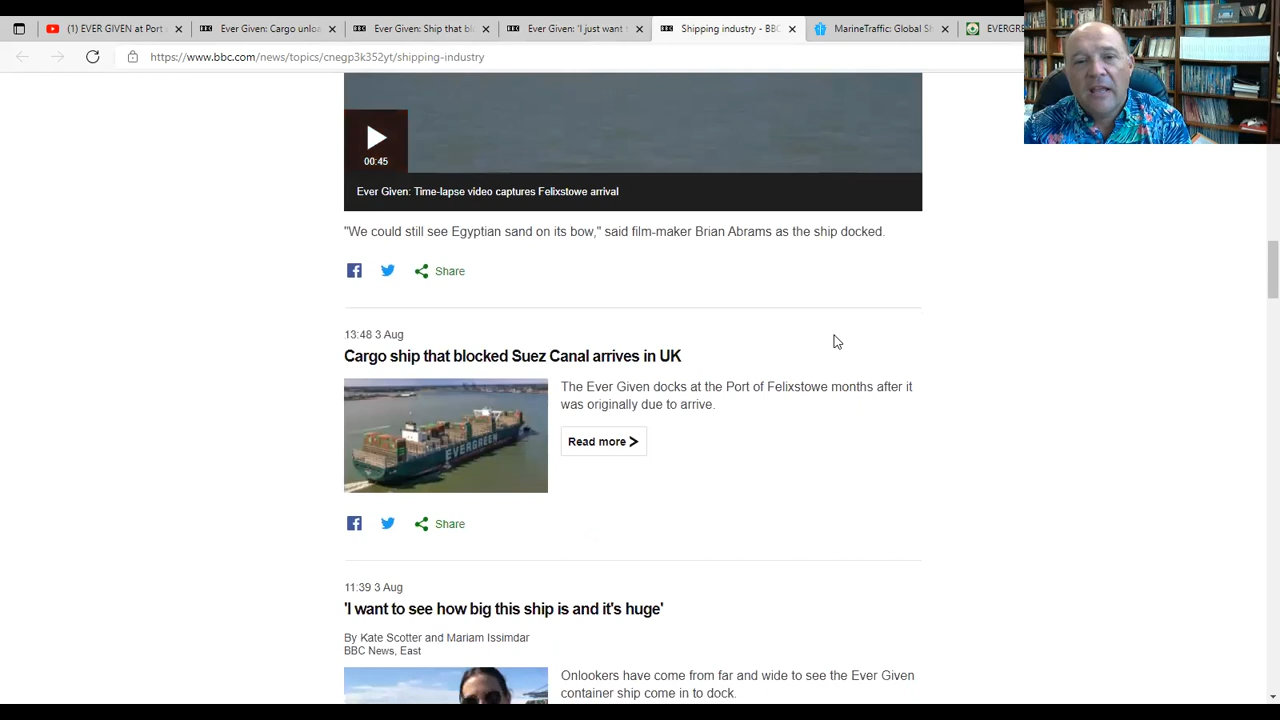 (1) EVER GIVEN at Port
BBC Ever Given: Cargo unloa
BBC Ever Given: Ship that bl
BBC Ever Given: 'I just want t
BBC Shipping industry - BBC
MarineTraffic: Global Sh
EVERGRE
https://www.bbc.com/news/topics/cnegp3k352yt/shipping-industry
00:45
Ever Given: Time-lapse video captures Felixstowe arrival
"We could still see Egyptian sand on its bow," said film-maker Brian Abrams as the ship docked.
Share
13:48 3 Aug
Cargo ship that blocked Suez Canal arrives in UK
The Ever Given docks at the Port of Felixstowe months after it
was originally due to arrive.
Read more
EVERGREEN
Share
11:39 3 Aug
'I want to see how big this ship is and it's huge'
By Kate Scotter and Mariam Issimdar
BBC News, East
Onlookers have come from far and wide to see the Ever Given
container ship come in to dock.